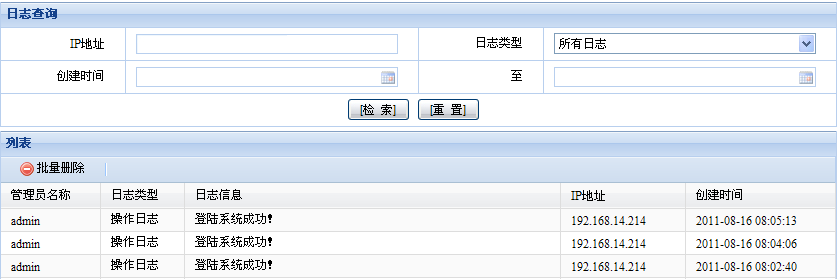 日志查询
IP地址 日志类型 所有日志
创建时间 至
[检 索] [重 置]
列表
批量删除
管理员名称 日志类型 日志信息 IP地址 创建时间
admin 操作日志 登陆系统成功! 192.168.14.214 2011-08-16 08:05:13
admin 操作日志 登陆系统成功! 192.168.14.214 2011-08-16 08:04:06
admin 操作日志 登陆系统成功! 192.168.14.214 2011-08-16 08:02:40